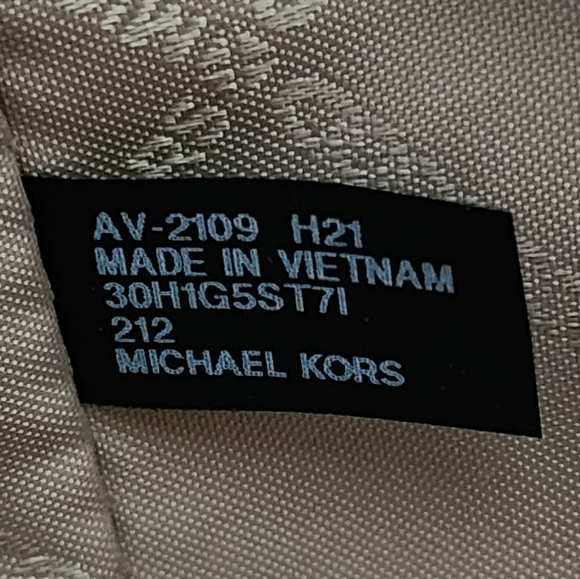 AV-2109 H21
MADE IN VIETNAM
30H1G5ST7I
212
MICHAEL KORS